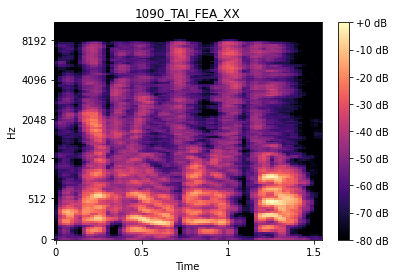 1090_TAI_FEA_XX
+0 dB
8192
-10 dB
4096
-20 dB
-30 dB
2048
Hz
-40 dB
1024
-50 dB
512
-60 dB
-70 dB
0
-80 dB
0
0.5
1
1.5
Time